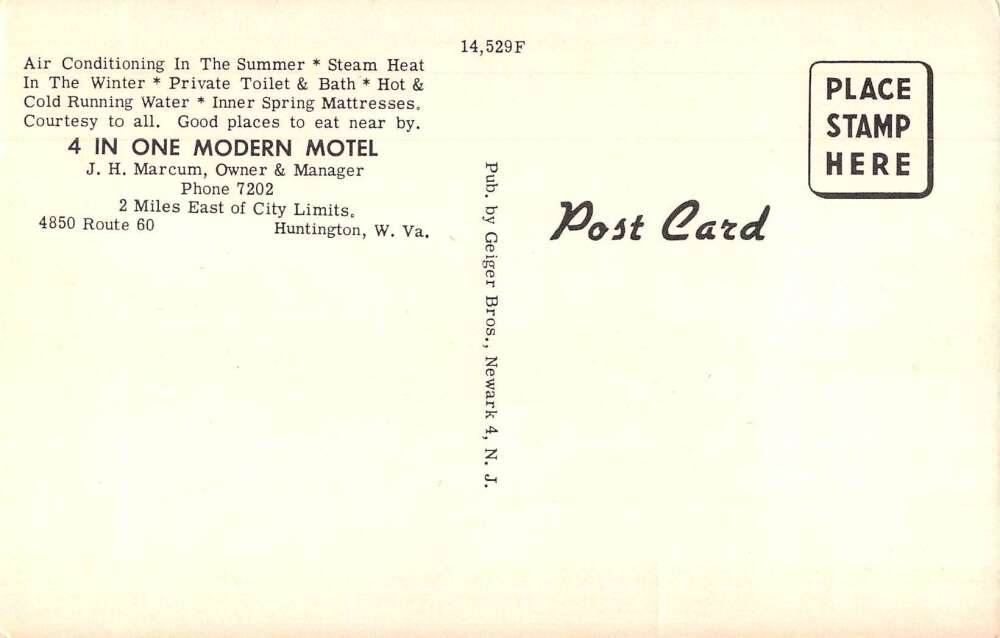 14,529F
Air Conditioning In The Summer * Steam Heat
In The Winter * Private Toilet & Bath * Hot &
Cold Running Water * Inner Spring Mattresses.
Courtesy to all. Good places to eat near by.
4 IN ONE MODERN MOTEL
J. H. Marcum, Owner & Manager
Phone 7202
2 Miles East of City Limits.
4850 Route 60 Huntington, W. Va.
Pub. by Geiger Bros., Newark 4, N. J.
Post Card
PLACE
STAMP
HERE